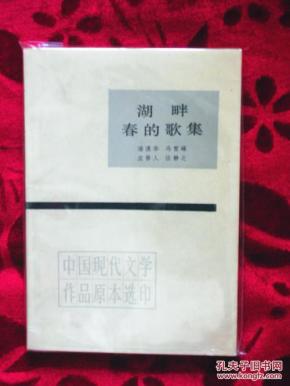 湖畔
春的歌集
潘漠华 冯雪峰
应修人 汪静之
中国现代文学
作品原本选印